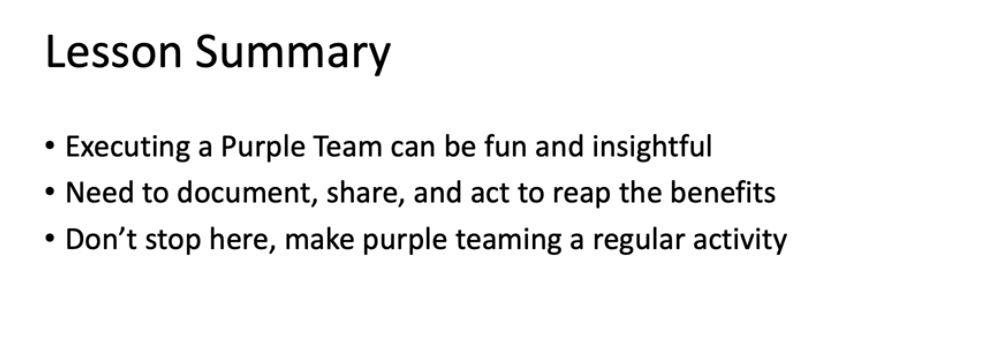 Lesson Summary
• Executing a Purple Team can be fun and insightful
• Need to document, share, and act to reap the benefits
• Don’t stop here, make purple teaming a regular activity